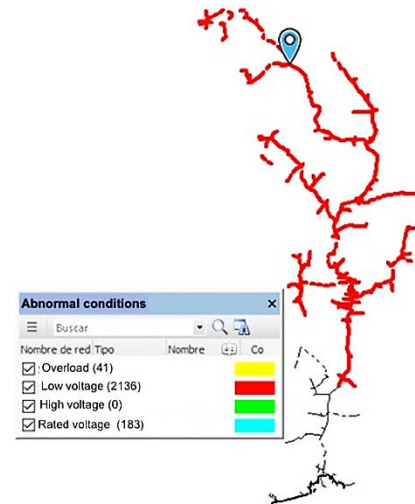 Abnormal conditions
Buscar
Nombre de red Tipo Nombre Co
Overload (41)
Low voltage (2136)
High voltage (0)
Rated voltage (183)